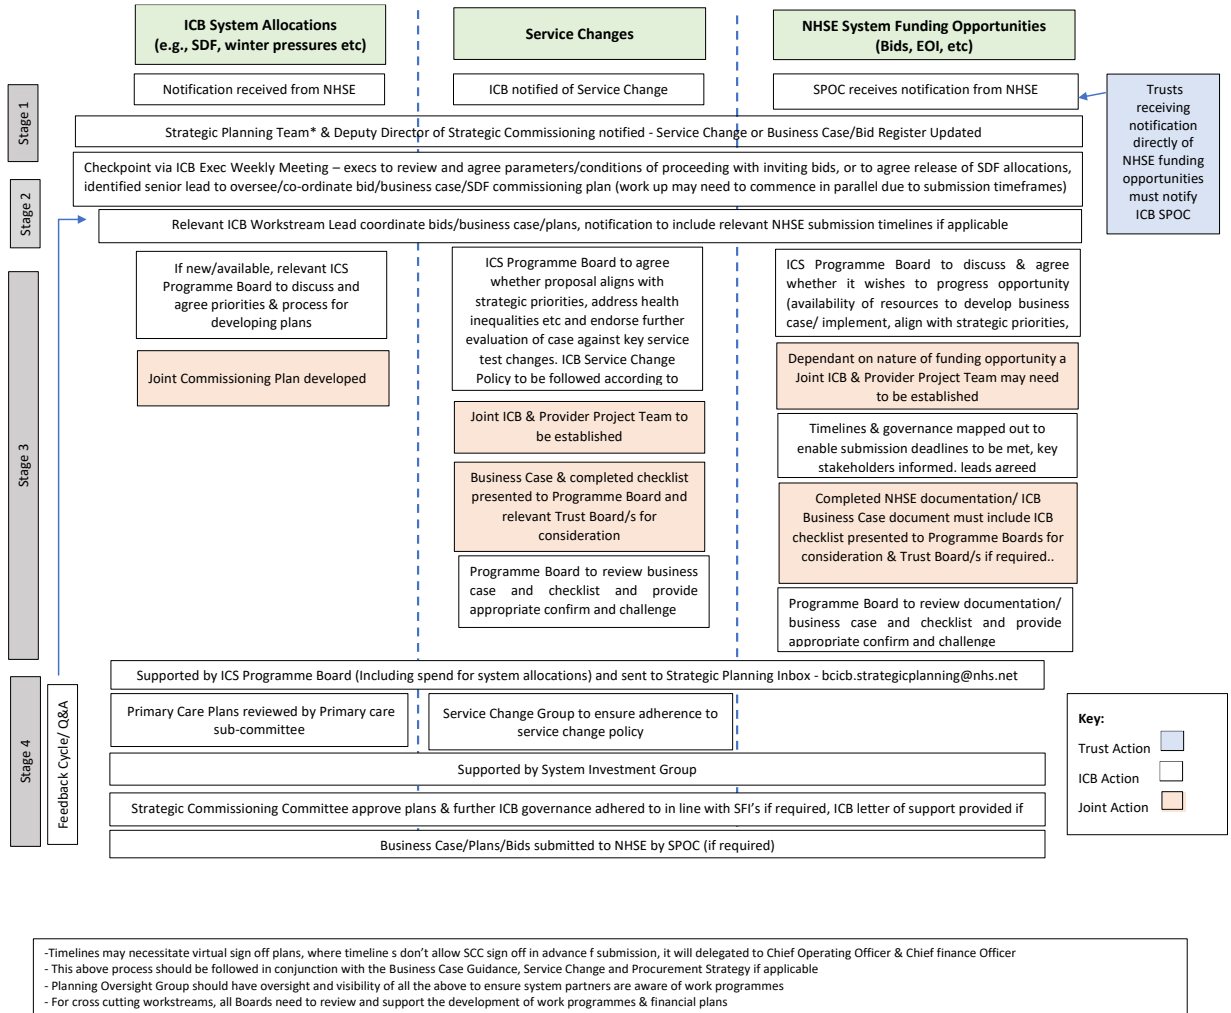 ICB System Allocations
(e.g., SDF, winter pressures etc)
Service Changes
NHSE System Funding Opportunities
(Bids, EOI, etc)
Stage 1
Notification received from NHSE
ICB notified of Service Change
SPOC receives notification from NHSE
Trusts
receiving
notification
directly of
NHSE funding
opportunities
must notify
ICB SPOC
Strategic Planning Team* & Deputy Director of Strategic Commissioning notified - Service Change or Business Case/Bid Register Updated
Stage 2
Checkpoint via ICB Exec Weekly Meeting – execs to review and agree parameters/conditions of proceeding with inviting bids, or to agree release of SDF allocations,
identified senior lead to oversee/co-ordinate bid/business case/SDF commissioning plan (work up may need to commence in parallel due to submission timeframes)
Relevant ICB Workstream Lead coordinate bids/business case/plans, notification to include relevant NHSE submission timelines if applicable
Stage 3
If new/available, relevant ICS
Programme Board to discuss and
agree priorities & process for
developing plans
Joint Commissioning Plan developed
ICS Programme Board to agree
whether proposal aligns with
strategic priorities, address health
inequalities etc and endorse further
evaluation of case against key service
test changes. ICB Service Change
Policy to be followed according to
Joint ICB & Provider Project Team to
be established
Business Case & completed checklist
presented to Programme Board and
relevant Trust Board/s for
consideration
Programme Board to review business
case and checklist and provide
appropriate confirm and challenge
ICS Programme Board to discuss & agree
whether it wishes to progress opportunity
(availability of resources to develop business
case/ implement, align with strategic priorities,
Dependant on nature of funding opportunity a
Joint ICB & Provider Project Team may need
to be established
Timelines & governance mapped out to
enable submission deadlines to be met, key
stakeholders informed, leads agreed
Completed NHSE documentation/ ICB
Business Case document must include ICB
checklist presented to Programme Boards for
consideration & Trust Board/s if required..
Programme Board to review documentation/
business case and checklist and provide
appropriate confirm and challenge
Stage 4
Feedback Cycle/ Q&A
Supported by ICS Programme Board (Including spend for system allocations) and sent to Strategic Planning Inbox - bcicb.strategicplanning@nhs.net
Primary Care Plans reviewed by Primary care
sub-committee
Service Change Group to ensure adherence to
service change policy
Supported by System Investment Group
Strategic Commissioning Committee approve plans & further ICB governance adhered to in line with SFI's if required, ICB letter of support provided if
Business Case/Plans/Bids submitted to NHSE by SPOC (if required)
Key:
Trust Action
ICB Action
Joint Action
-Timelines may necessitate virtual sign off plans, where timeline s don't allow SCC sign off in advance f submission, it will delegated to Chief Operating Officer & Chief finance Officer
- This above process should be followed in conjunction with the Business Case Guidance, Service Change and Procurement Strategy if applicable
- Planning Oversight Group should have oversight and visibility of all the above to ensure system partners are aware of work programmes
- For cross cutting workstreams, all Boards need to review and support the development of work programmes & financial plans